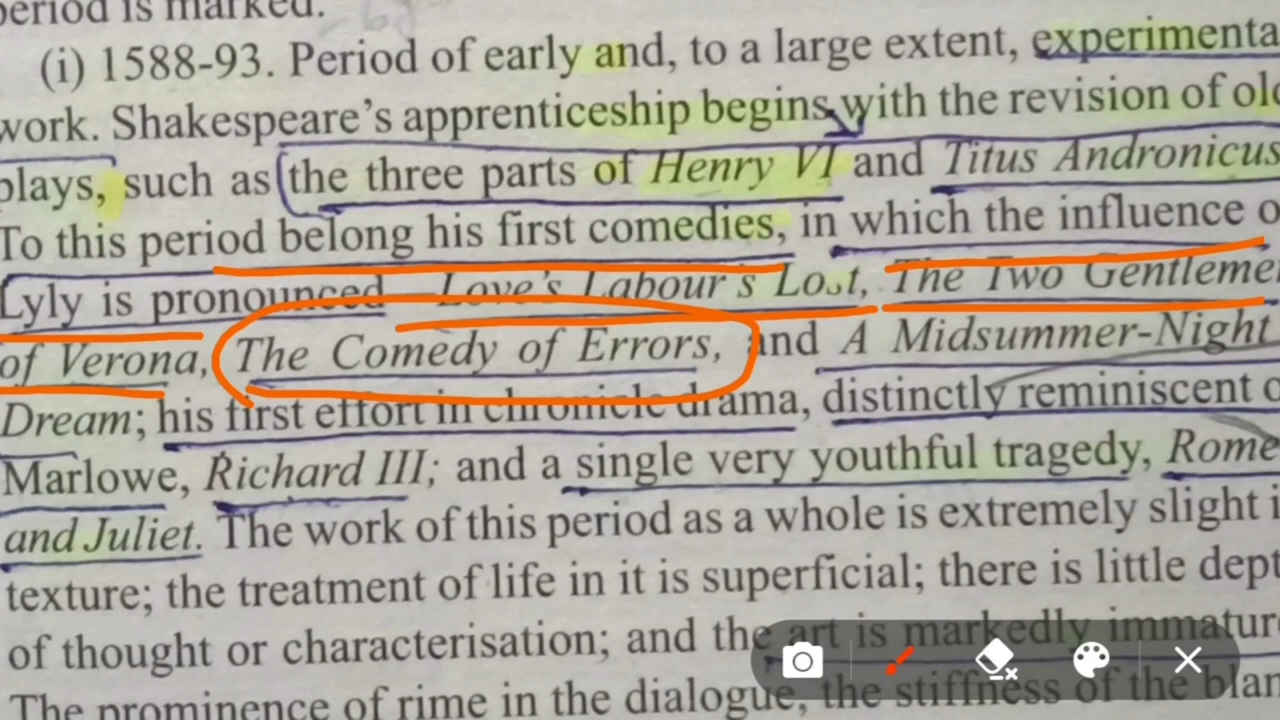 period is marked.
(i) 1588-93. Period of early and, to a large extent, experimenta
work. Shakespeare's apprenticeship begins with the revision of old
plays, such as the three parts of Henry VI and Titus Andronicus
To this period belong his first comedies, in which the influence o
Lyly is pronounced—Love's Labour's Lost, The Two Gentleme
of Verona, The Comedy of Errors, and A Midsummer-Night
Dream; his first effort in chronicle drama, distinctly reminiscent o
Marlowe, Richard III; and a single very youthful tragedy, Rome
and Juliet. The work of this period as a whole is extremely slight i
texture; the treatment of life in it is superficial; there is little dept
of thought or characterisation; and the art is markedly immatur
The prominence of rime in the dialogue, the stiffness of the blan